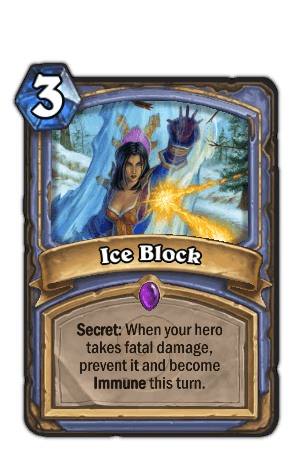 3
Ice Block
Secret: When your hero
takes fatal damage,
prevent it and become
Immune this turn.